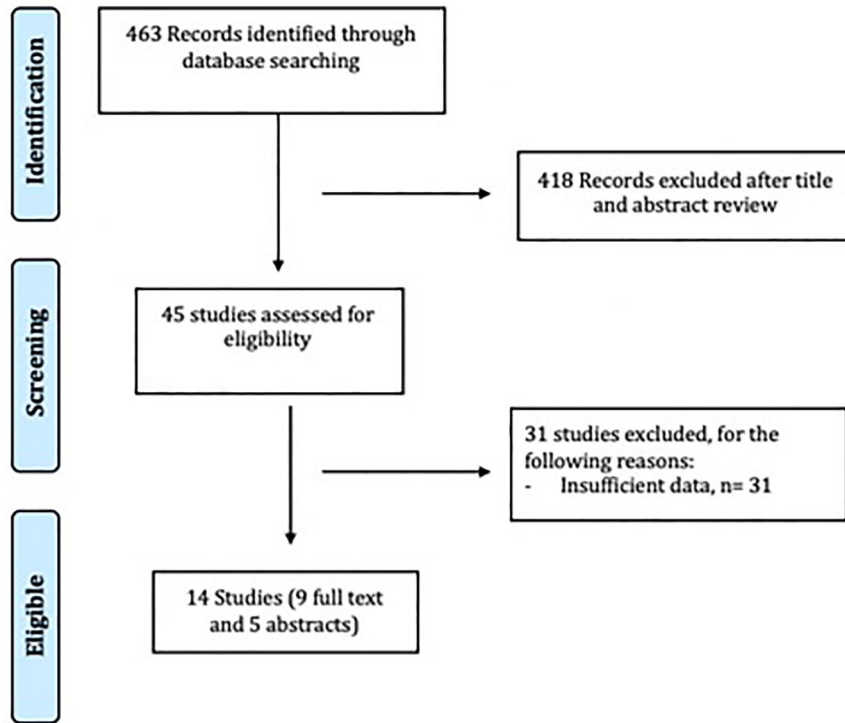 Identification
463 Records identified through
database searching
418 Records excluded after title
and abstract review
Screening
45 studies assessed for
eligibility
31 studies excluded, for the
following reasons:
- Insufficient data, n= 31
Eligible
14 Studies (9 full text
and 5 abstracts)